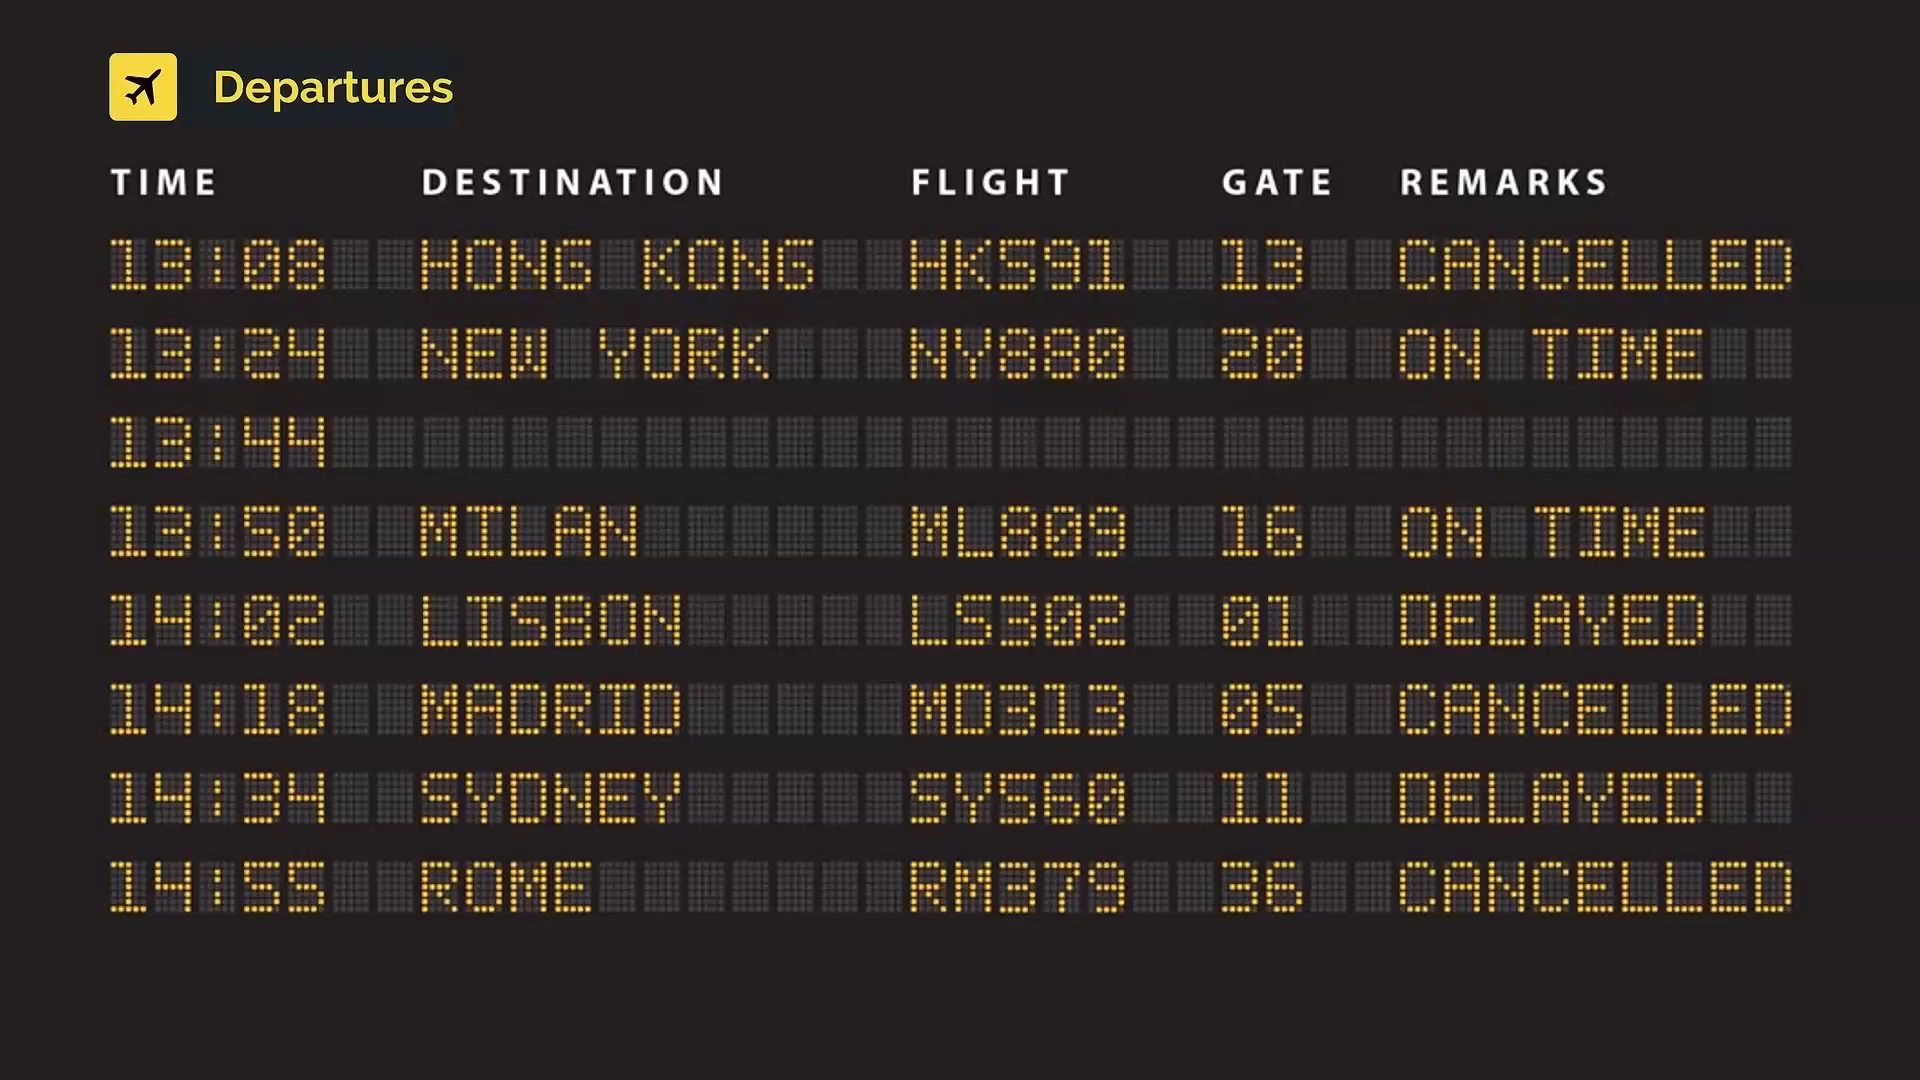 Departures
TIME DESTINATION FLIGHT GATE REMARKS
13:08 HONG KONG HK591 13 CANCELLED
13:24 NEW YORK NY880 20 ON TIME
13:44
13:50 MILAN ML809 16 ON TIME
14:02 LISBON LS302 01 DELAYED
14:18 MADRID MD313 05 CANCELLED
14:34 SYDNEY SY560 11 DELAYED
14:55 ROME RM379 36 CANCELLED